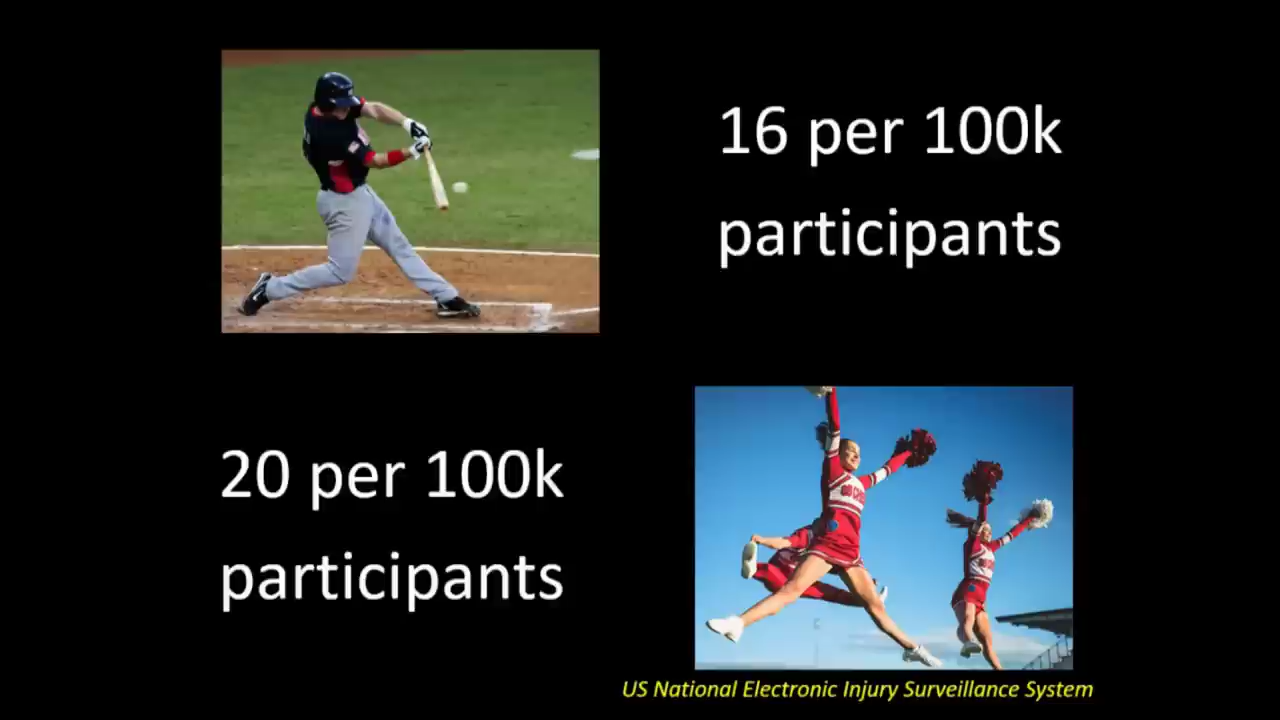 16 per 100k
participants
20 per 100k
participants
US National Electronic Injury Surveillance System